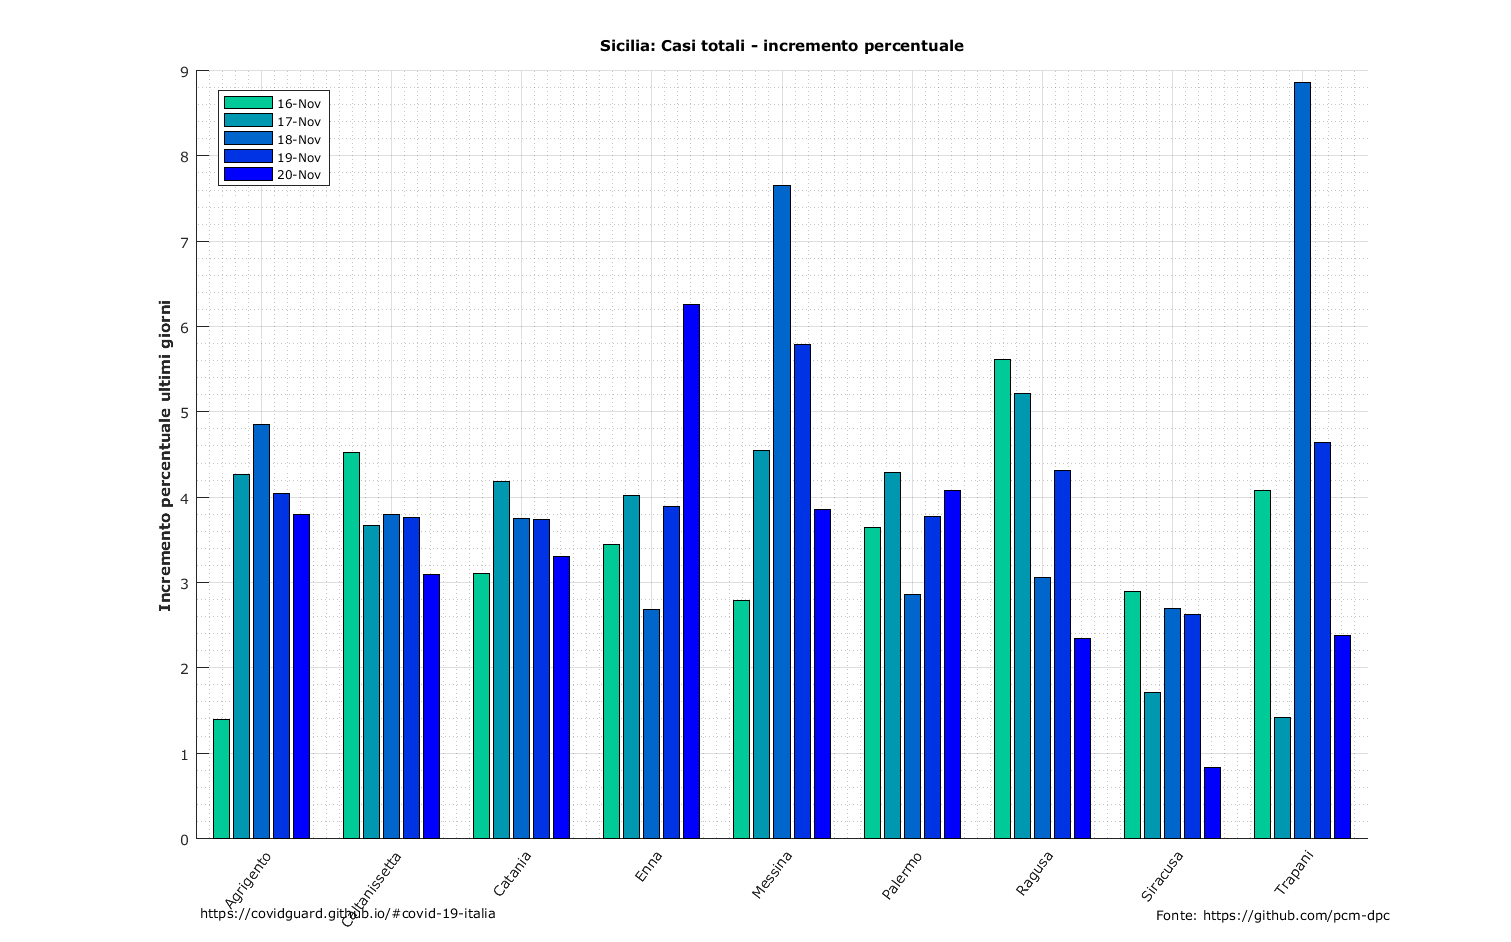 Sicilia: Casi totali - incremento percentuale
Incremento percentuale ultimi giorni
9
8
7
6
5
4
3
2
1
0
16-Nov
17-Nov
18-Nov
19-Nov
20-Nov
Agrigento
Caltanissetta
Catania
Enna
Messina
Palermo
Ragusa
Siracusa
Trapani
https://covidguard.github.io/#covid-19-italia
Fonte: https://github.com/pcm-dpc